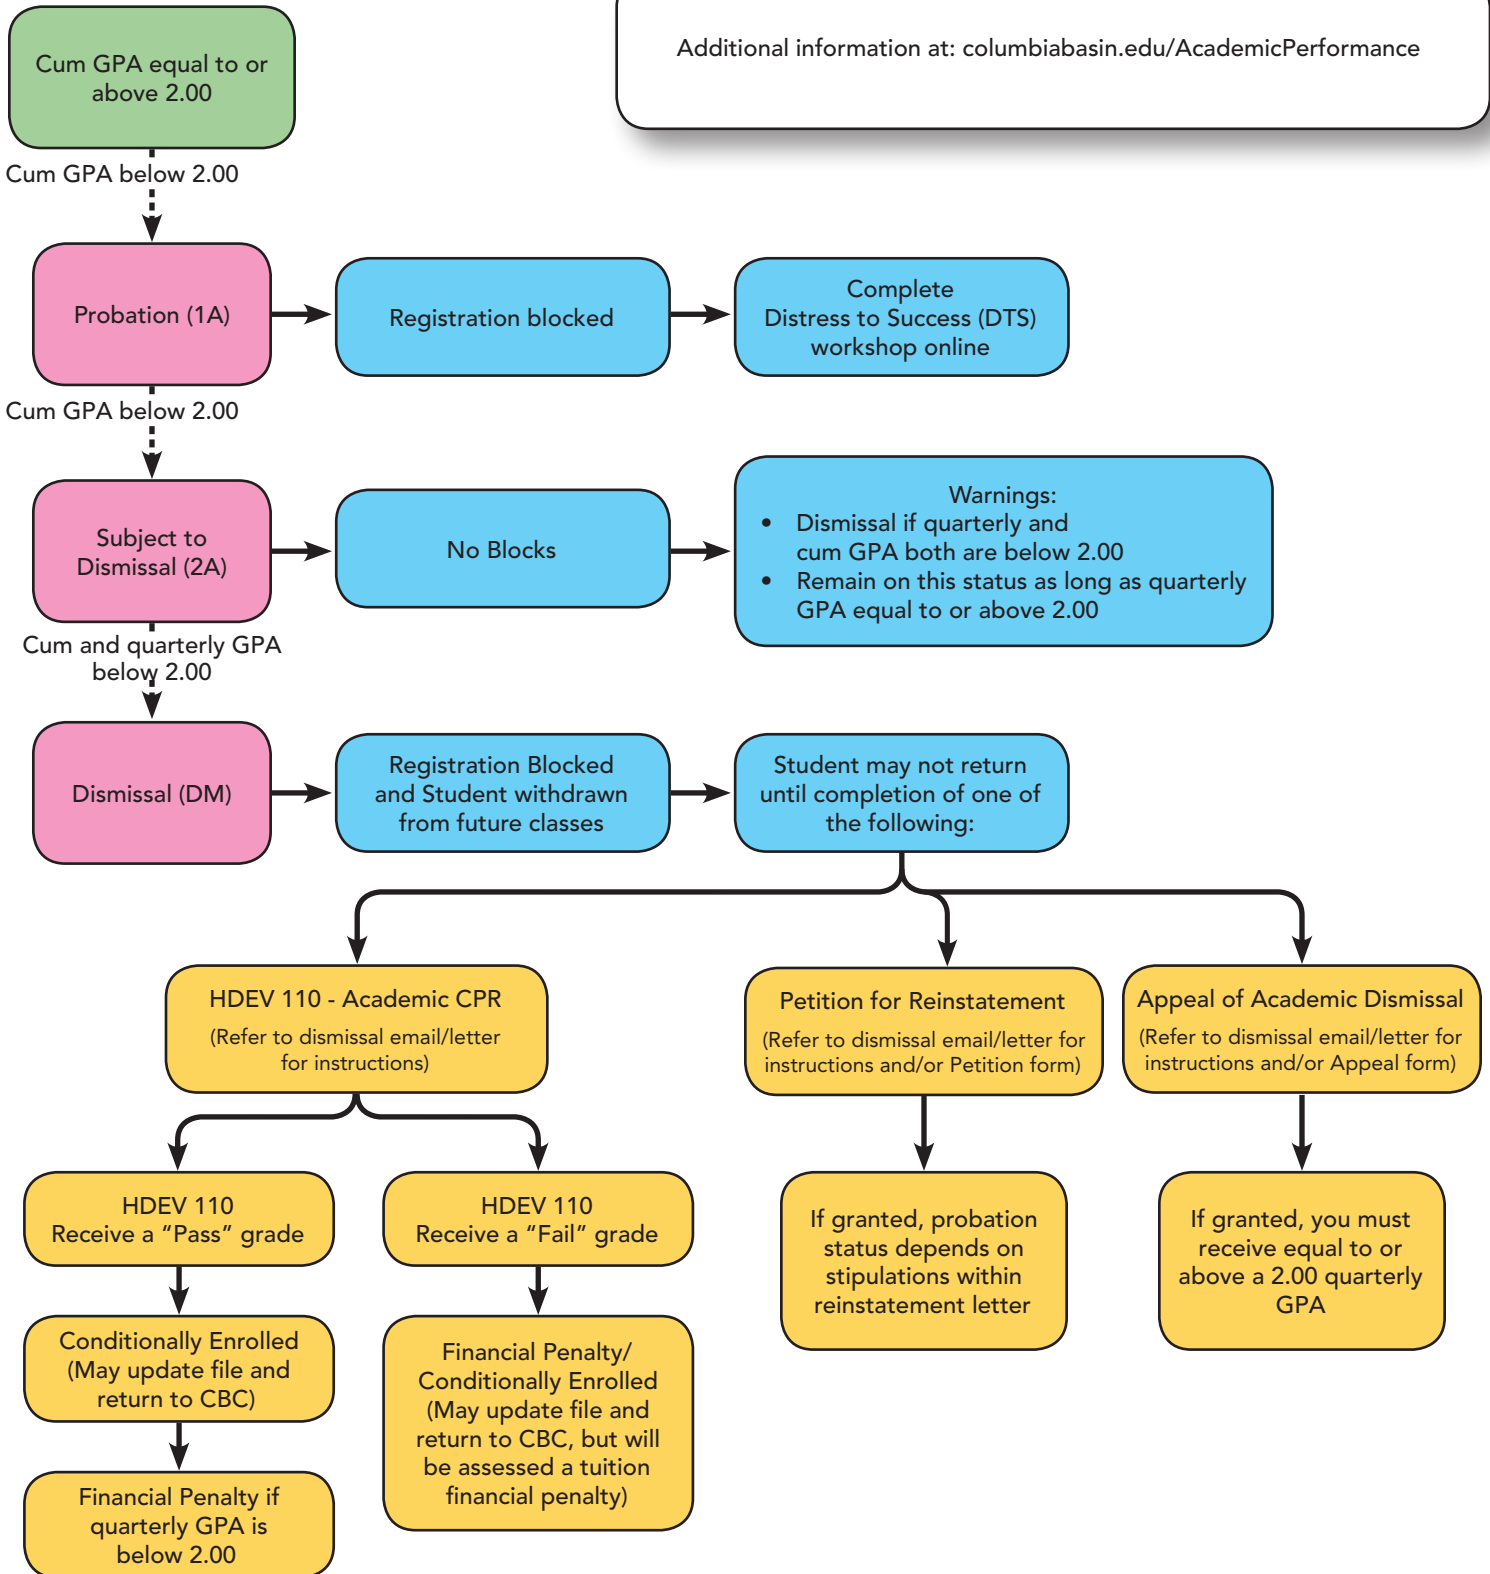 Cum GPA equal to or
above 2.00
Additional information at: columbiabasin.edu/AcademicPerformance
Cum GPA below 2.00
Probation (1A)
Registration blocked
Complete
Distress to Success (DTS)
workshop online
Cum GPA below 2.00
Subject to
Dismissal (2A)
No Blocks
Warnings:
• Dismissal if quarterly and
cum GPA both are below 2.00
• Remain on this status as long as quarterly
GPA equal to or above 2.00
Cum and quarterly GPA
below 2.00
Dismissal (DM)
Registration Blocked
and Student withdrawn
from future classes
Student may not return
until completion of one of
the following:
HDEV 110 - Academic CPR
(Refer to dismissal email/letter
for instructions)
Petition for Reinstatement
(Refer to dismissal email/letter for
instructions and/or Petition form)
Appeal of Academic Dismissal
(Refer to dismissal email/letter for
instructions and/or Appeal form)
HDEV 110
Receive a “Pass” grade
HDEV 110
Receive a “Fail” grade
If granted, probation
status depends on
stipulations within
reinstatement letter
If granted, you must
receive equal to or
above a 2.00 quarterly
GPA
Conditionally Enrolled
(May update file and
return to CBC)
Financial Penalty/
Conditionally Enrolled
(May update file and
return to CBC, but will
be assessed a tuition
financial penalty)
Financial Penalty if
quarterly GPA is
below 2.00